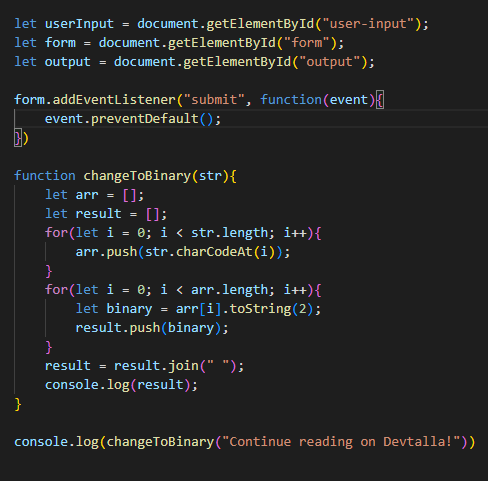 let userInput = document.getElementById("user-input");
let form = document.getElementById("form");
let output = document.getElementById("output");

form.addEventListener("submit", function(event){
    event.preventDefault();
})

function changeToBinary(str){
    let arr = [];
    let result = [];
    for(let i = 0; i < str.length; i++){
        arr.push(str.charCodeAt(i));
    }
    for(let i = 0; i < arr.length; i++){
        let binary = arr[i].toString(2);
        result.push(binary);
    }
    result = result.join(" ");
    console.log(result);
}

console.log(changeToBinary("Continue reading on Devtalla!"))